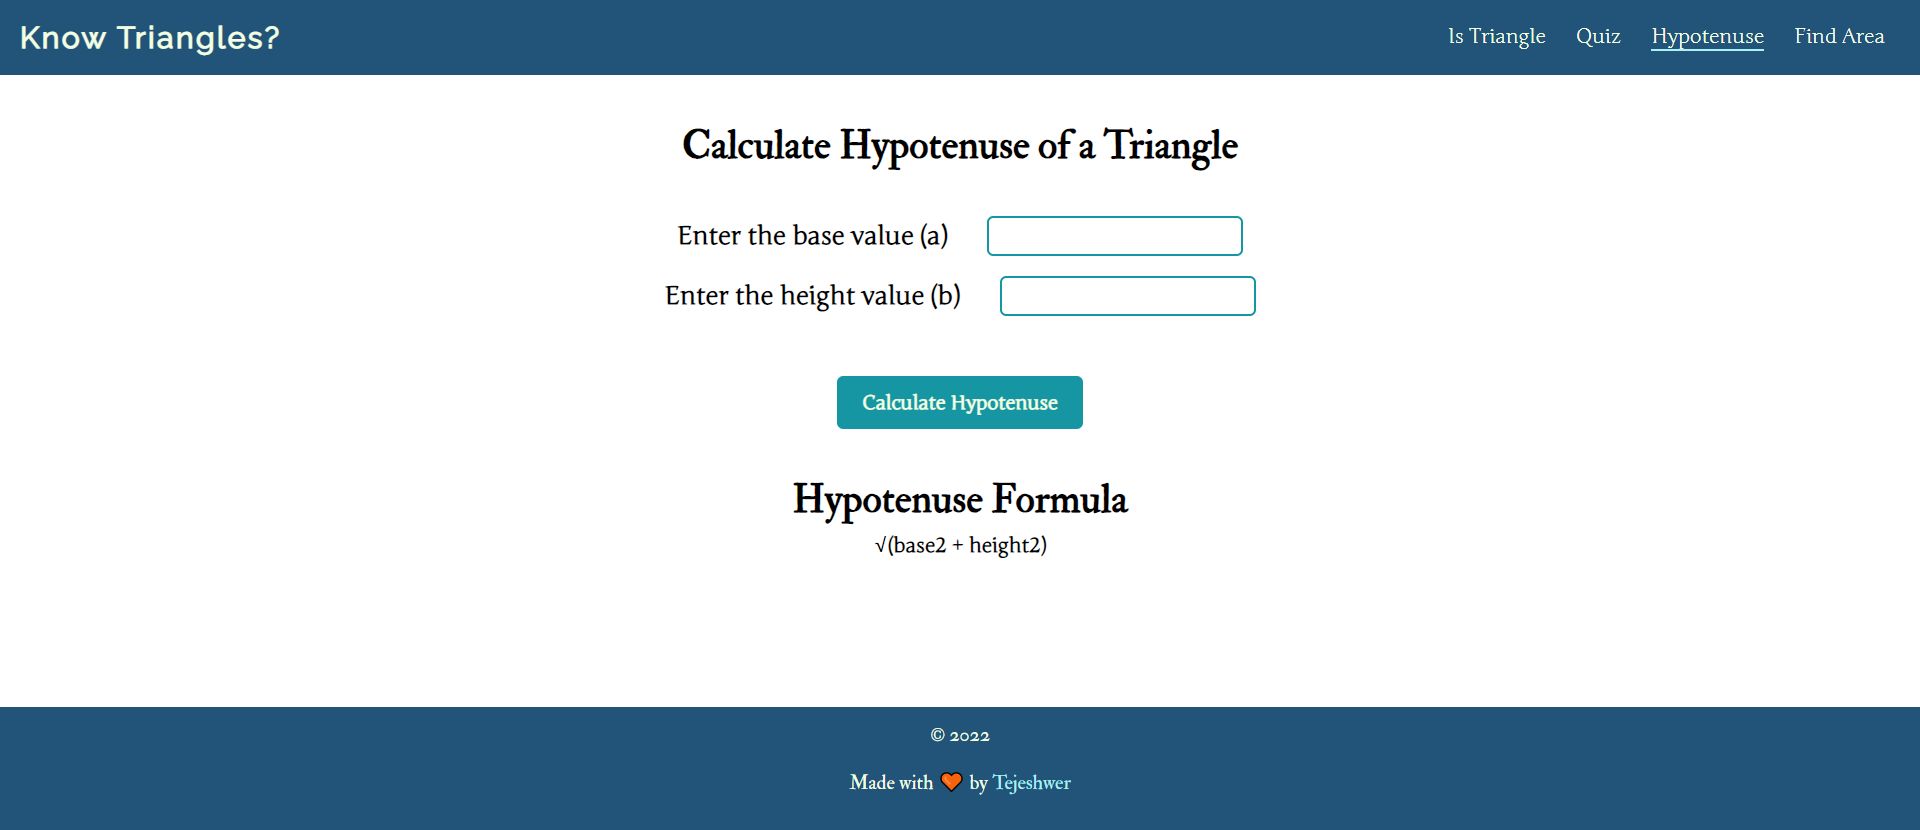 Know Triangles?
Is Triangle Quiz Hypotenuse Find Area
Calculate Hypotenuse of a Triangle
Enter the base value (a)
Enter the height value (b)
Calculate Hypotenuse
Hypotenuse Formula
√(base2 + height2)
© 2022
Made with 🧡 by Tejeshwer